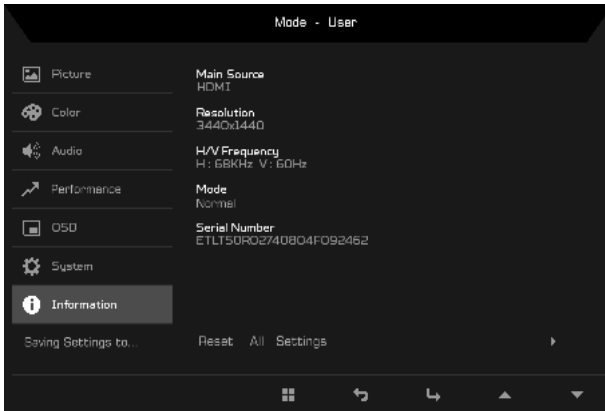 Mode - User
Picture
Color
Audio
Performance
OSD
System
Information
Saving Settings to...
Main Source
HDMI
Resolution
3440x1440
H/V Frequency
H: 68KHz V: 60Hz
Mode
Normal
Serial Number
ETLT50R02740804F092462
Reset All Settings